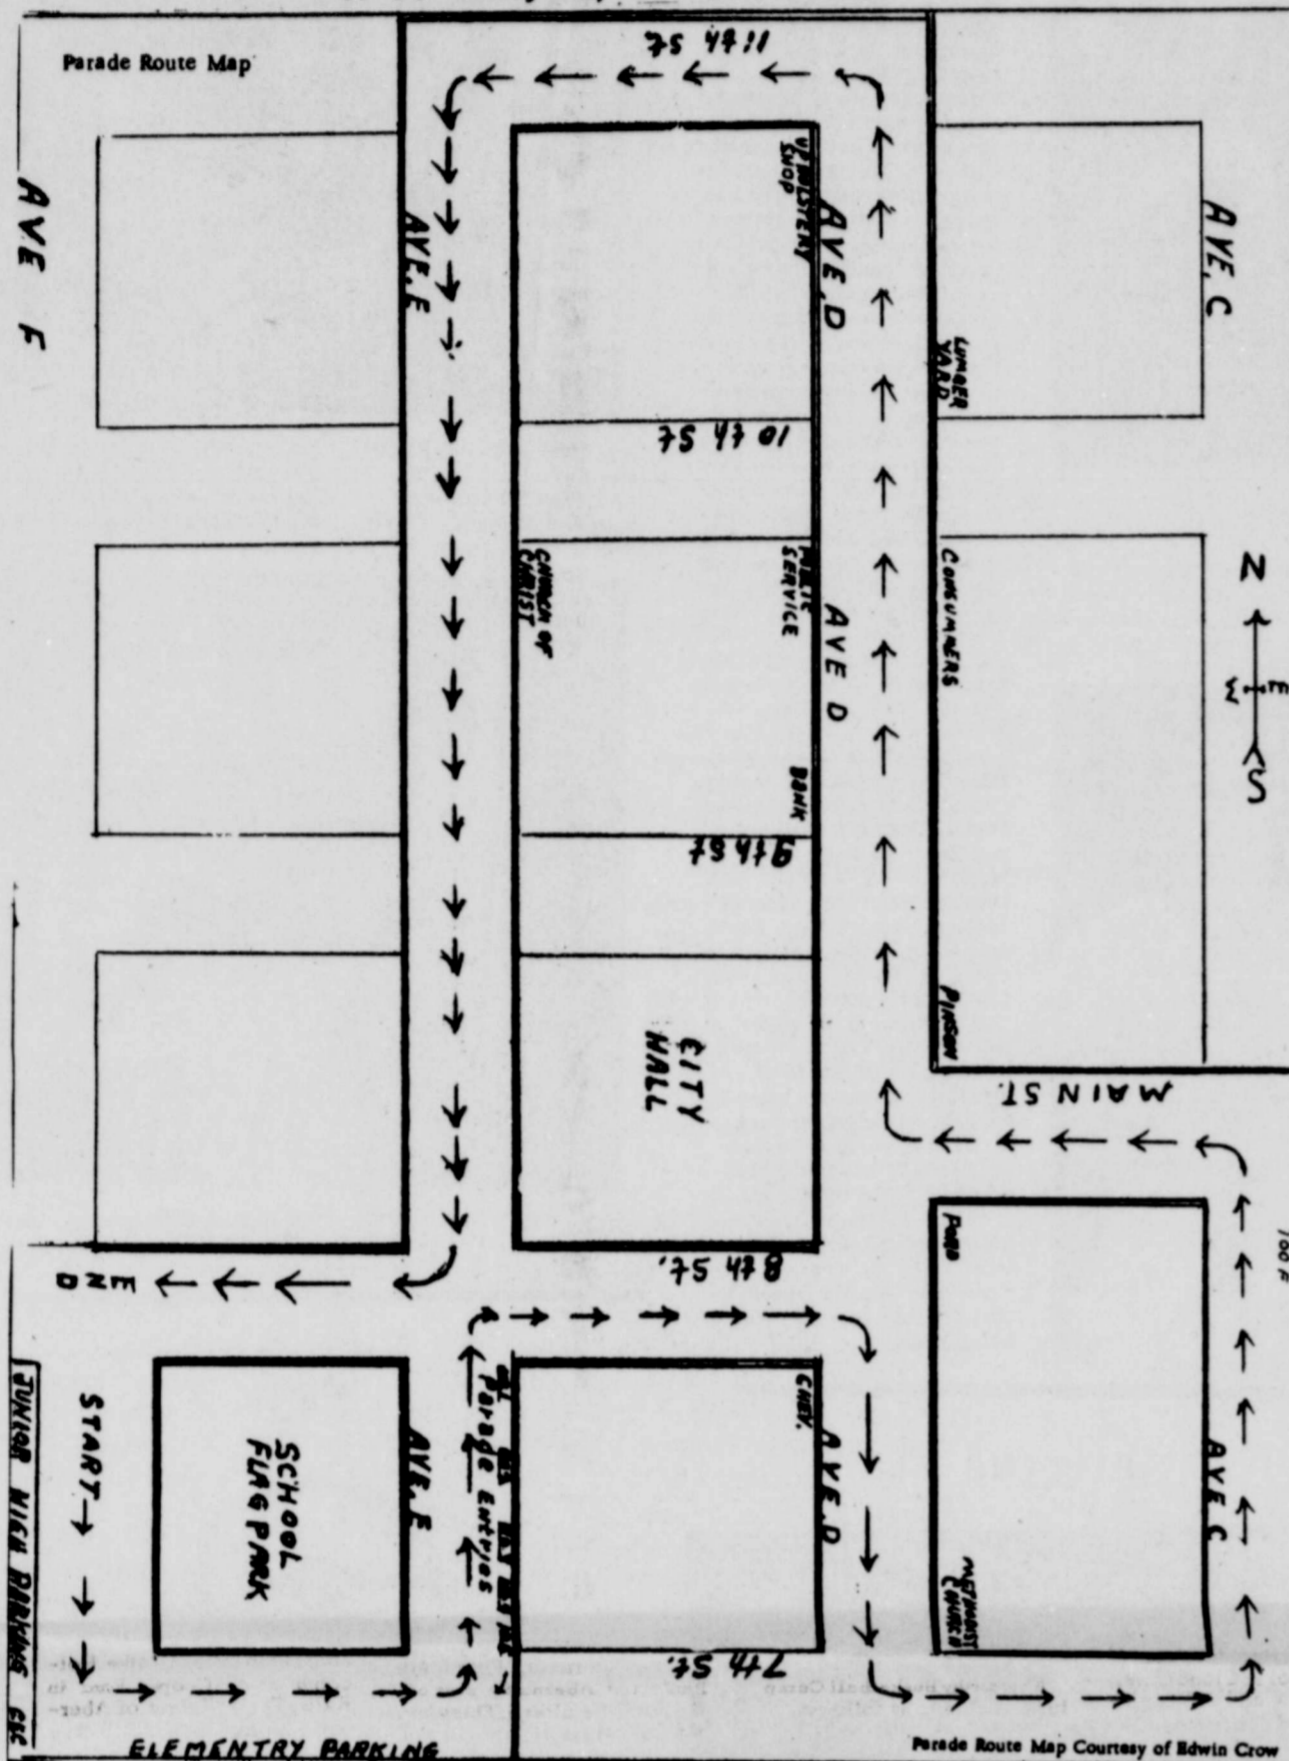 Parade Route Map
11th St
AVE F
AVE. E
UPHOLSTERY
SHOP
AVE. D
AVE, C
LUMBER
YARD
10th St
CHURCH OF
CHRIST
PUBLIC
SERVICE
AVE D
CONSUMERS
N
E
W
S
BANK
9th St
CITY
HALL
PINSON
MAIN ST.
8th St.
END
FORD
START
SCHOOL
FLAG PARK
AVE. E
Parade Entries
CHEV.
AVE. D
AVE C
METHODIST
CHURCH
7th St.
JUNIOR HIGH PARKING
ELEMENTRY PARKING
Parade Route Map Courtesy of Edwin Crow